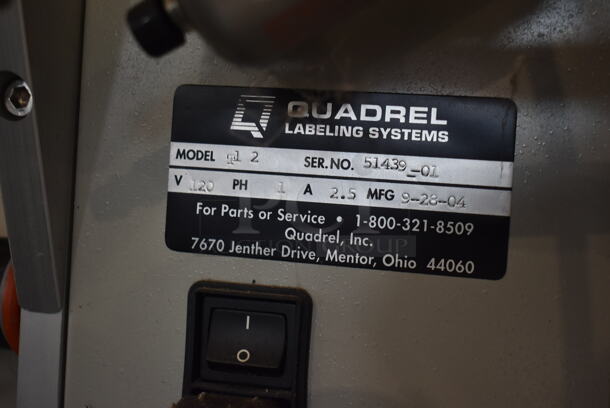 QUADREL
LABELING SYSTEMS
MODEL q1 2 SER.NO. 51439-01
V 120 PH 1 A 2.5 MFG 9-28-04
For Parts or Service • 1-800-321-8509
Quadrel, Inc.
7670 Jenther Drive, Mentor, Ohio 44060
I
O